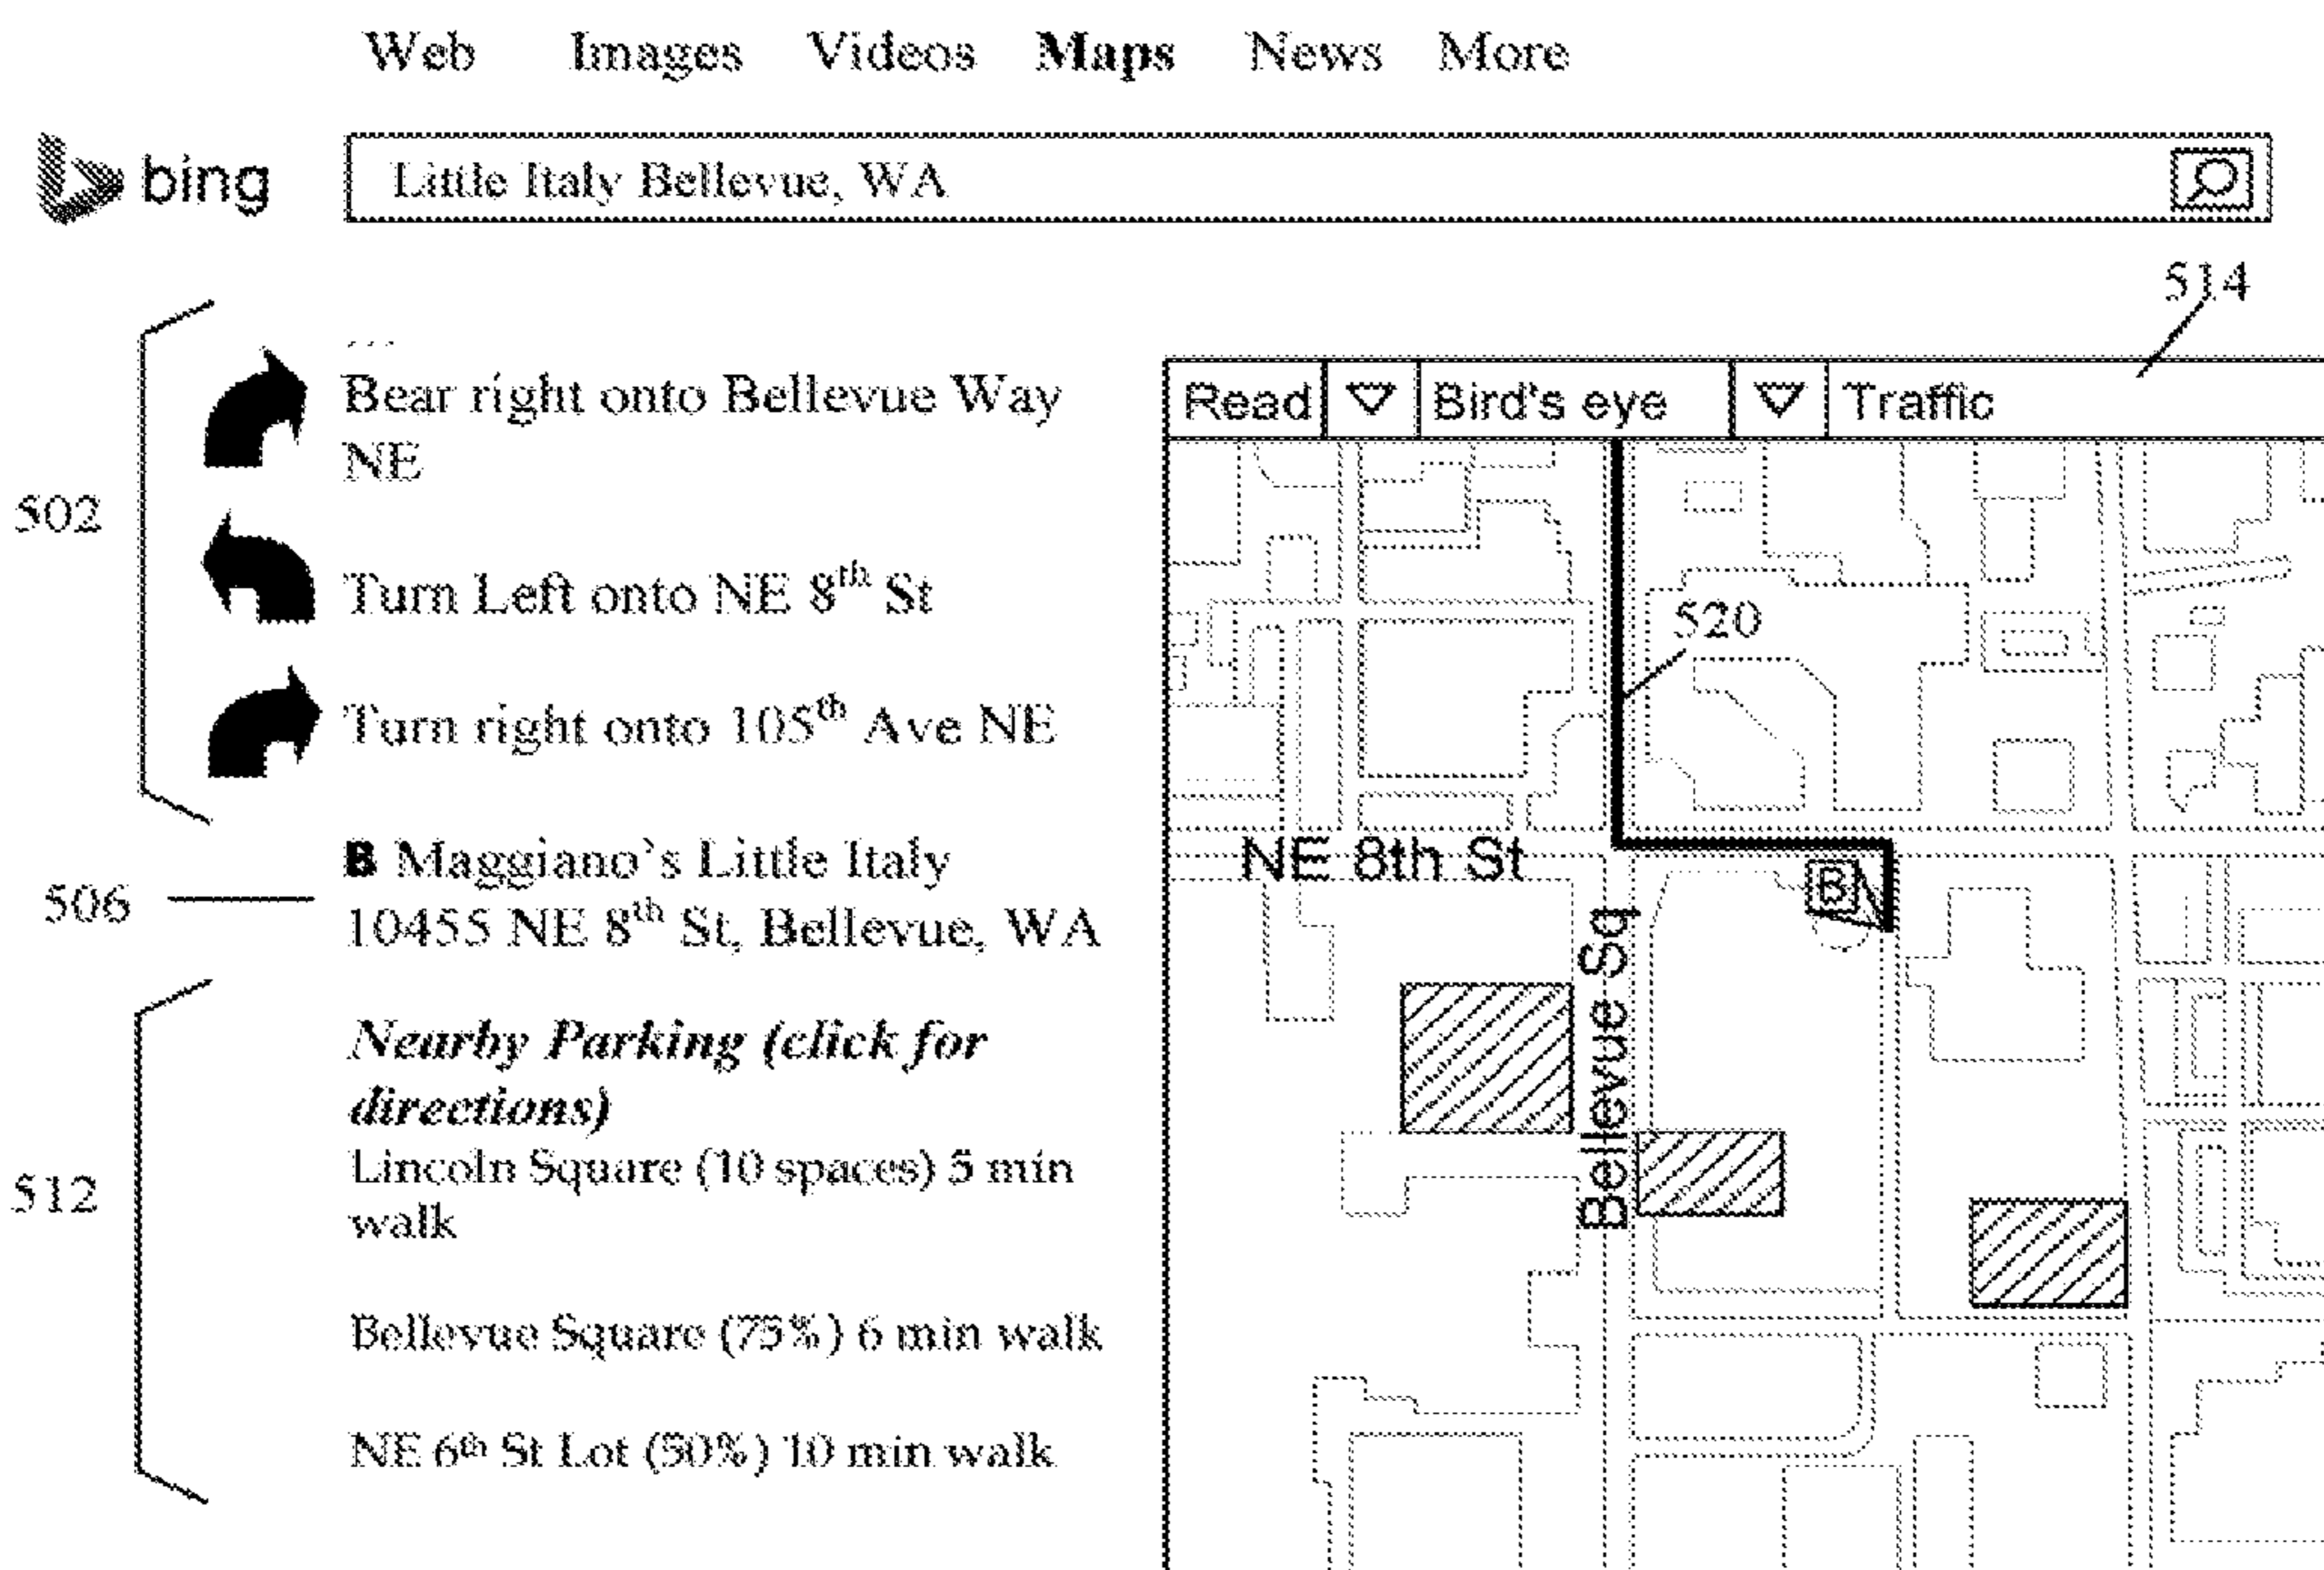 Web Images Videos Maps News More
bing
Little Italy Bellevue, WA
514
...
Bear right onto Bellevue Way
NE
502
Turn Left onto NE 8th St
Turn right onto 105th Ave NE
B Maggiano's Little Italy
506
10455 NE 8th St, Bellevue, WA
Nearby Parking (click for
directions)
Lincoln Square (10 spaces) 5 min
walk
512
Bellevue Square (75%) 6 min walk
NE 6th St Lot (50%) 10 min walk
Read Bird's eye Traffic
520
NE 8th St
B
Bellevue Sq